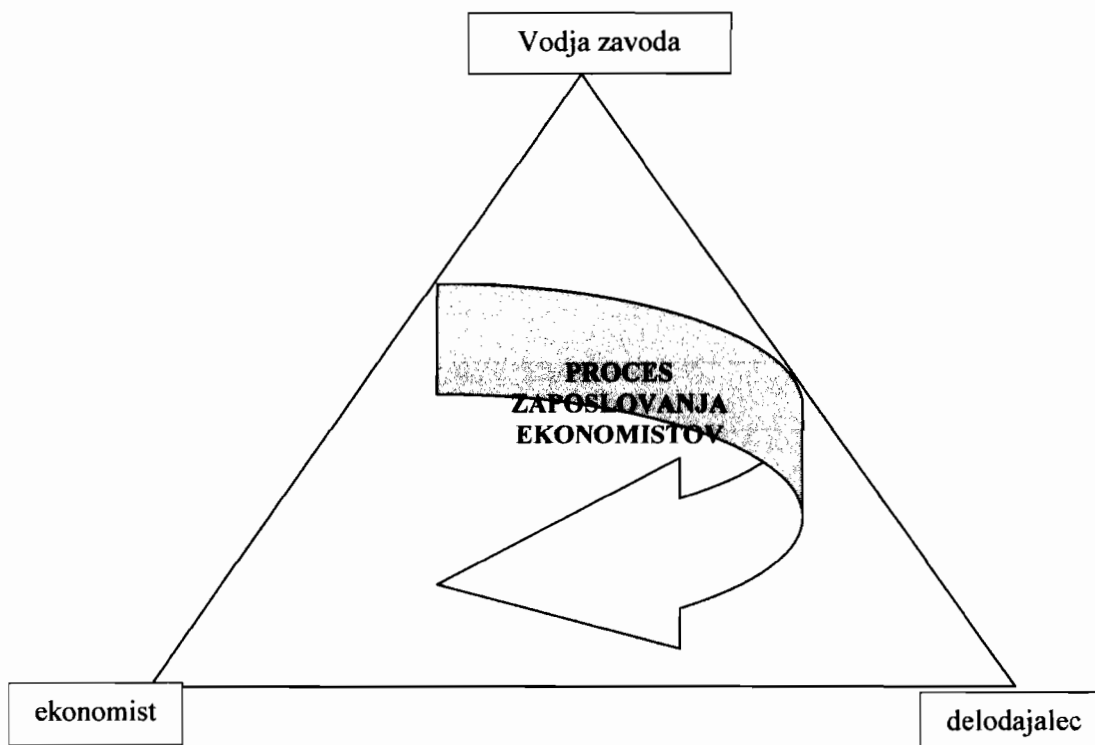 Vodja zavoda
PROCES
ZAPOSLOVANJA
EKONOMISTOV
ekonomist
delodajalec